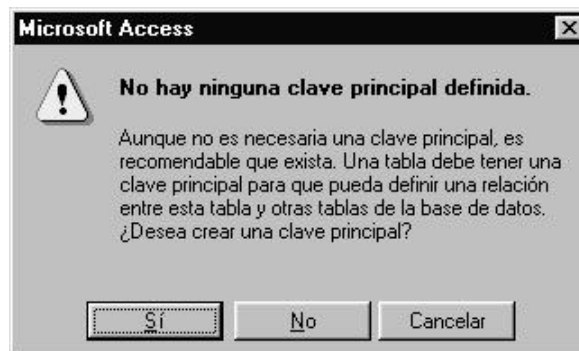 Microsoft Access
No hay ninguna clave principal definida.
Aunque no es necesaria una clave principal, es
recomendable que exista. Una tabla debe tener una
clave principal para que pueda definir una relación
entre esta tabla y otras tablas de la base de datos.
¿Desea crear una clave principal?
Sí No Cancelar